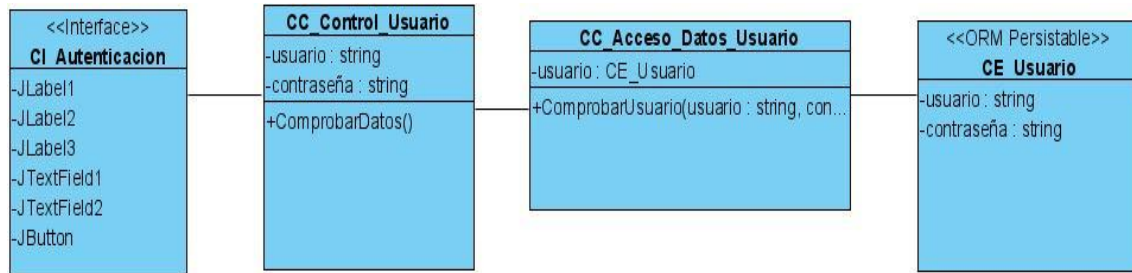 <<Interface>>
CI_Autenticacion
-JLabel1
-JLabel2
-JLabel3
-JTextField1
-JTextField2
-JButton
CC_Control_Usuario
-usuario : string
-contraseña : string
+ComprobarDatos()
CC_Acceso_Datos_Usuario
-usuario : CE_Usuario
+ComprobarUsuario(usuario : string, con...
<<ORM Persistable>>
CE_Usuario
-usuario : string
-contraseña : string